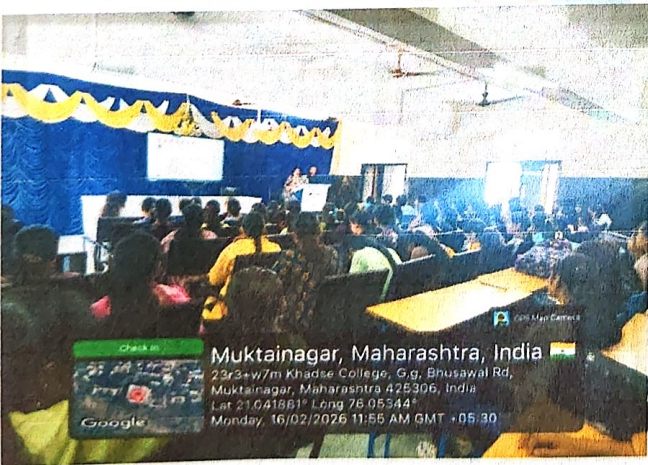 GPS Map Camera
Check In
Google
Muktainagar, Maharashtra, India
23r3+w7m Khadse College, G,g, Bhusawal Rd,
Muktainagar, Maharashtra 425306, India
Lat 21.041881° Long 76.05344°
Monday, 16/02/2026 11:55 AM GMT +05:30